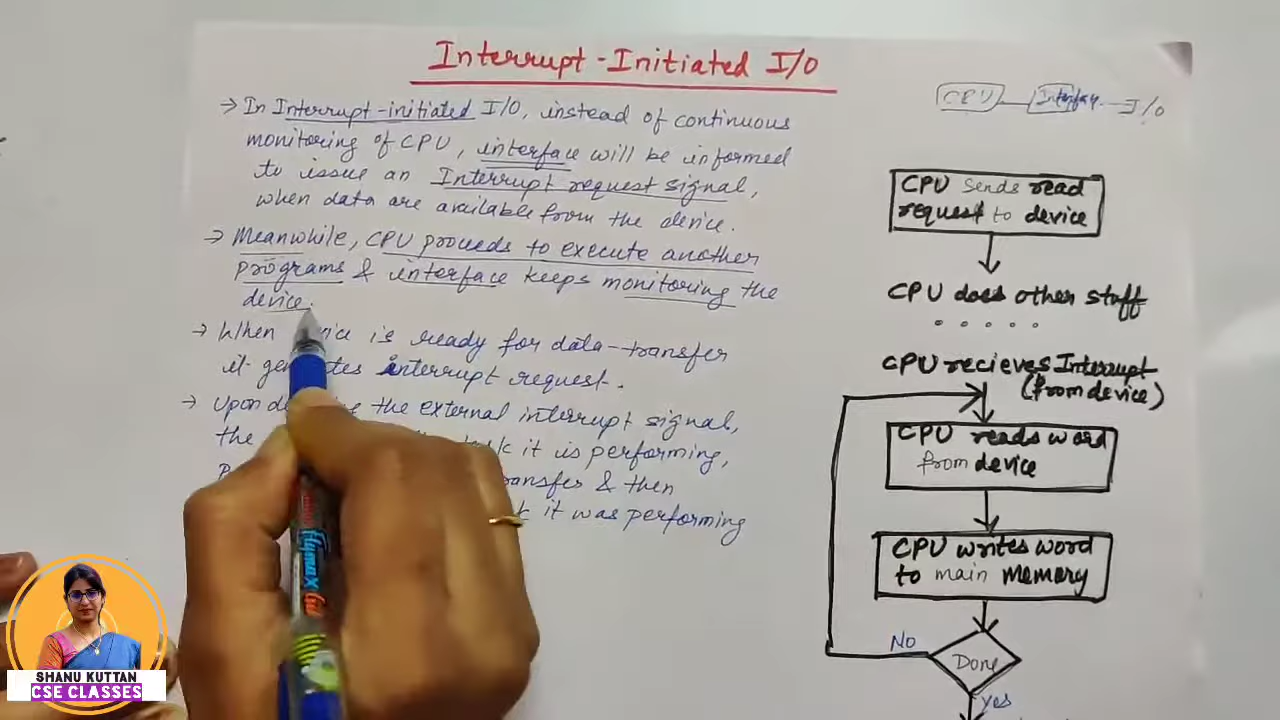 Interrupt-Initiated I/O
→ In Interrupt-initiated I/O, instead of continuous
monitoring of CPU, interface will be informed
to issue an Interrupt request signal,
when data are available from the device.
→ Meanwhile, CPU proceeds to execute another
programs & interface keeps monitoring the
device.
→ When is ready for data-transfer
it interrupt request.
→ Upon the external interrupt signal,
the it is performing,
& then
it was performing
CPU Interface I/O
CPU sends read
request to device
CPU does other stuff
CPU recieves Interrupt
(from device)
CPU reads word
from device
CPU writes word
to main memory
Done
No
yes
flymax Gel
SHANU KUTTAN
CSE CLASSES